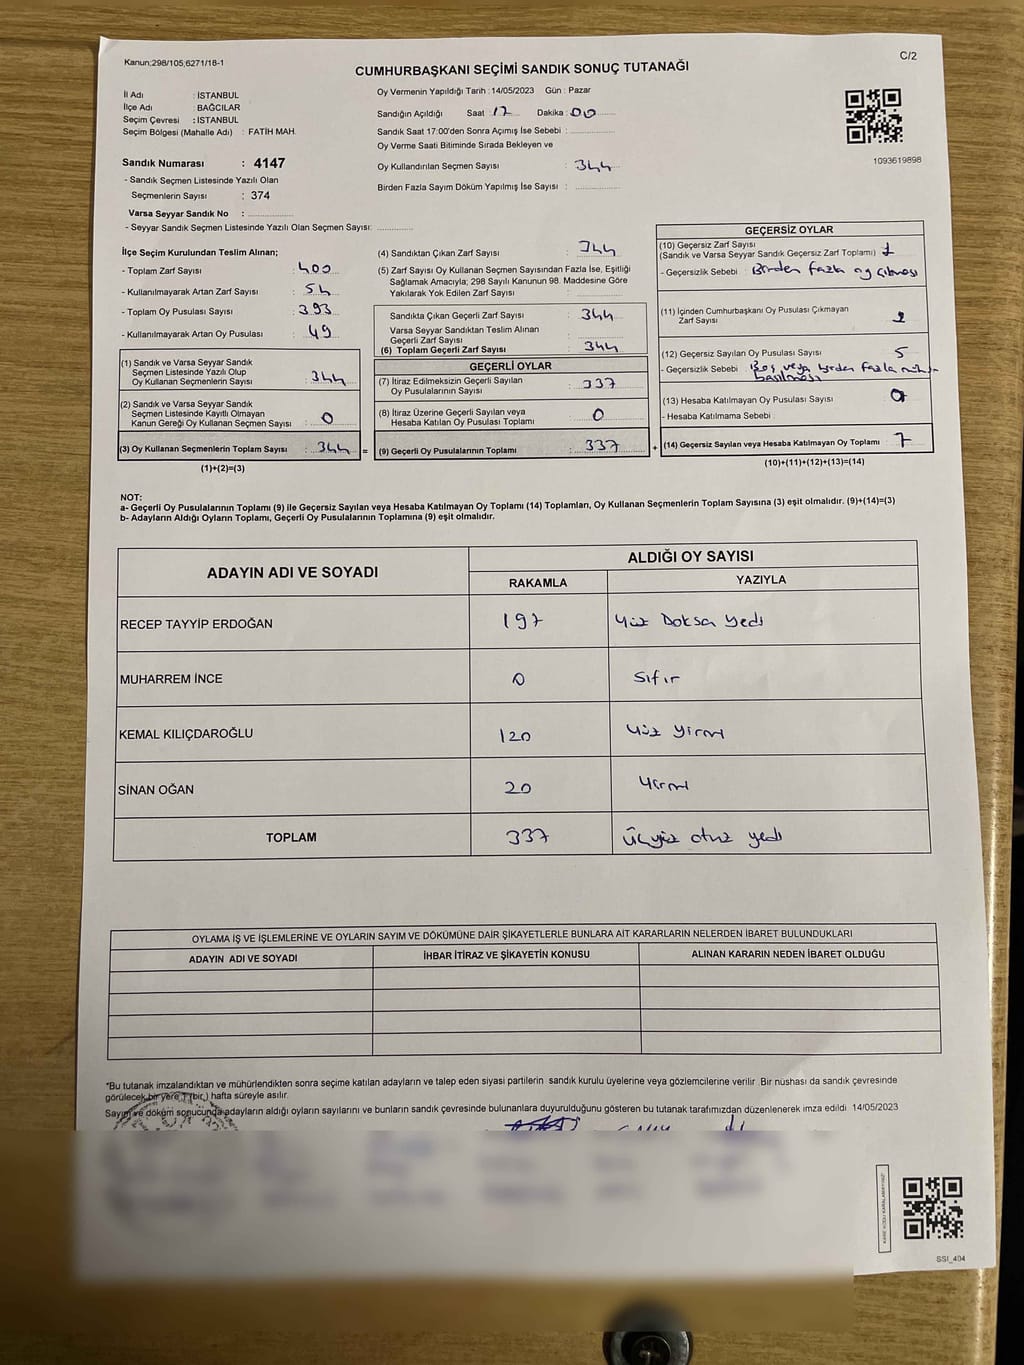 Kanun;298/105;6271/18-1
C/2
CUMHURBAŞKANI SEÇİMİ SANDIK SONUÇ TUTANAĞI
İl Adı : İSTANBUL
İlçe Adı : BAĞCILAR
Seçim Çevresi : İSTANBUL
Seçim Bölgesi (Mahalle Adı) : FATİH MAH.
Sandık Numarası : 4147
- Sandık Seçmen Listesinde Yazılı Olan
Seçmenlerin Sayısı : 374
Varsa Seyyar Sandık No :
- Seyyar Sandık Seçmen Listesinde Yazılı Olan Seçmen Sayısı:
Oy Vermenin Yapıldığı Tarih : 14/05/2023 Gün : Pazar
Sandığın Açıldığı Saat 17 Dakika 00
Sandık Saat 17:00'den Sonra Açımış İse Sebebi :
Oy Verme Saati Bitiminde Sırada Bekleyen ve
Oy Kullandırılan Seçmen Sayısı : 344
Birden Fazla Sayım Döküm Yapılmış İse Sayısı :
1093619898
İlçe Seçim Kurulundan Teslim Alınan;
- Toplam Zarf Sayısı : 400
- Kullanılmayarak Artan Zarf Sayısı : 54
- Toplam Oy Pusulası Sayısı : 393
- Kullanılmayarak Artan Oy Pusulası : 49
(1) Sandık ve Varsa Seyyar Sandık
Seçmen Listesinde Yazılı Olup
Oy Kullanan Seçmenlerin Sayısı : 344
(2) Sandık ve Varsa Seyyar Sandık
Seçmen Listesinde Kayıtlı Olmayan
Kanun Gereği Oy Kullanan Seçmen Sayısı : 0
(3) Oy Kullanan Seçmenlerin Toplam Sayısı : 344 =
(1)+(2)=(3)
(4) Sandıktan Çıkan Zarf Sayısı : 344
(5) Zarf Sayısı Oy Kullanan Seçmen Sayısından Fazla İse, Eşitliği
Sağlamak Amacıyla; 298 Sayılı Kanunun 98. Maddesine Göre
Yakılarak Yok Edilen Zarf Sayısı :
Sandıkta Çıkan Geçerli Zarf Sayısı : 344
Varsa Seyyar Sandıktan Teslim Alınan
Geçerli Zarf Sayısı :
(6) Toplam Geçerli Zarf Sayısı : 344
GEÇERLİ OYLAR
(7) İtiraz Edilmeksizin Geçerli Sayılan
Oy Pusulalarının Sayısı : 337
(8) İtiraz Üzerine Geçerli Sayılan veya
Hesaba Katılan Oy Pusulası Toplamı : 0
(9) Geçerli Oy Pusulalarının Toplamı : 337 +
GEÇERSİZ OYLAR
(10) Geçersiz Zarf Sayısı
(Sandık ve Varsa Seyyar Sandık Geçersiz Zarf Toplamı) :
- Geçersizlik Sebebi : Birden fazla oy çıkması
(11) İçinden Cumhurbaşkanı Oy Pusulası Çıkmayan
Zarf Sayısı :
(12) Geçersiz Sayılan Oy Pusulası Sayısı : 5
- Geçersizlik Sebebi : Boş veya birden fazla mühür
basılması
(13) Hesaba Katılmayan Oy Pusulası Sayısı : 0
- Hesaba Katılmama Sebebi :
(14) Geçersiz Sayılan veya Hesaba Katılmayan Oy Toplamı : 7
(10)+(11)+(12)+(13)=(14)
NOT:
a- Geçerli Oy Pusulalarının Toplamı (9) ile Geçersiz Sayılan veya Hesaba Katılmayan Oy Toplamı (14) Toplamları, Oy Kullanan Seçmenlerin Toplam Sayısına (3) eşit olmalıdır. (9)+(14)=(3)
b- Adayların Aldığı Oyların Toplamı, Geçerli Oy Pusulalarının Toplamına (9) eşit olmalıdır.
ADAYIN ADI VE SOYADI
ALDIĞI OY SAYISI
RAKAMLA YAZIYLA
RECEP TAYYİP ERDOĞAN 197 Yüz Doksa Yedi
MUHARREM İNCE 0 Sıfır
KEMAL KILIÇDAROĞLU 120 Yüz Yirmi
SİNAN OĞAN 20 Yirmi
TOPLAM 337 Üçyüz otuz yedi
OYLAMA İŞ VE İŞLEMLERİNE VE OYLARIN SAYIM VE DÖKÜMÜNE DAİR ŞİKAYETLERLE BUNLARA AİT KARARLARIN NELERDEN İBARET BULUNDUKLARI
ADAYIN ADI VE SOYADI İHBAR İTİRAZ VE ŞİKAYETİN KONUSU ALINAN KARARIN NEDEN İBARET OLDUĞU
*Bu tutanak imzalandıktan ve mühürlendikten sonra seçime katılan adayların ve talep eden siyasi partilerin sandık kurulu üyelerine veya gözlemcilerine verilir .Bir nüshası da sandık çevresinde
görülecek bir yere 1 (bir ) hafta süreyle asılır.
Sayım ve döküm sonucunda adayların aldığı oyların sayılarını ve bunların sandık çevresinde bulunanlara duyurulduğunu gösteren bu tutanak tarafımızdan düzenlenerek imza edildi 14/05/2023
SSI_404